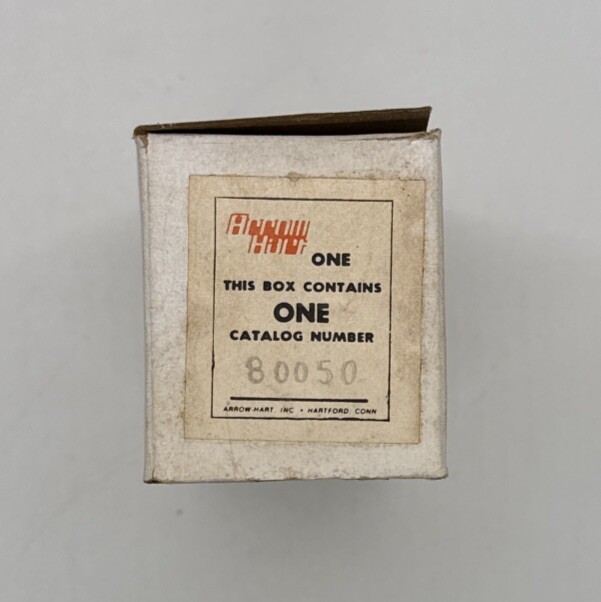 Arrow
Hart
ONE
THIS BOX CONTAINS
ONE
CATALOG NUMBER
80050
ARROW-HART, INC • HARTFORD CONN